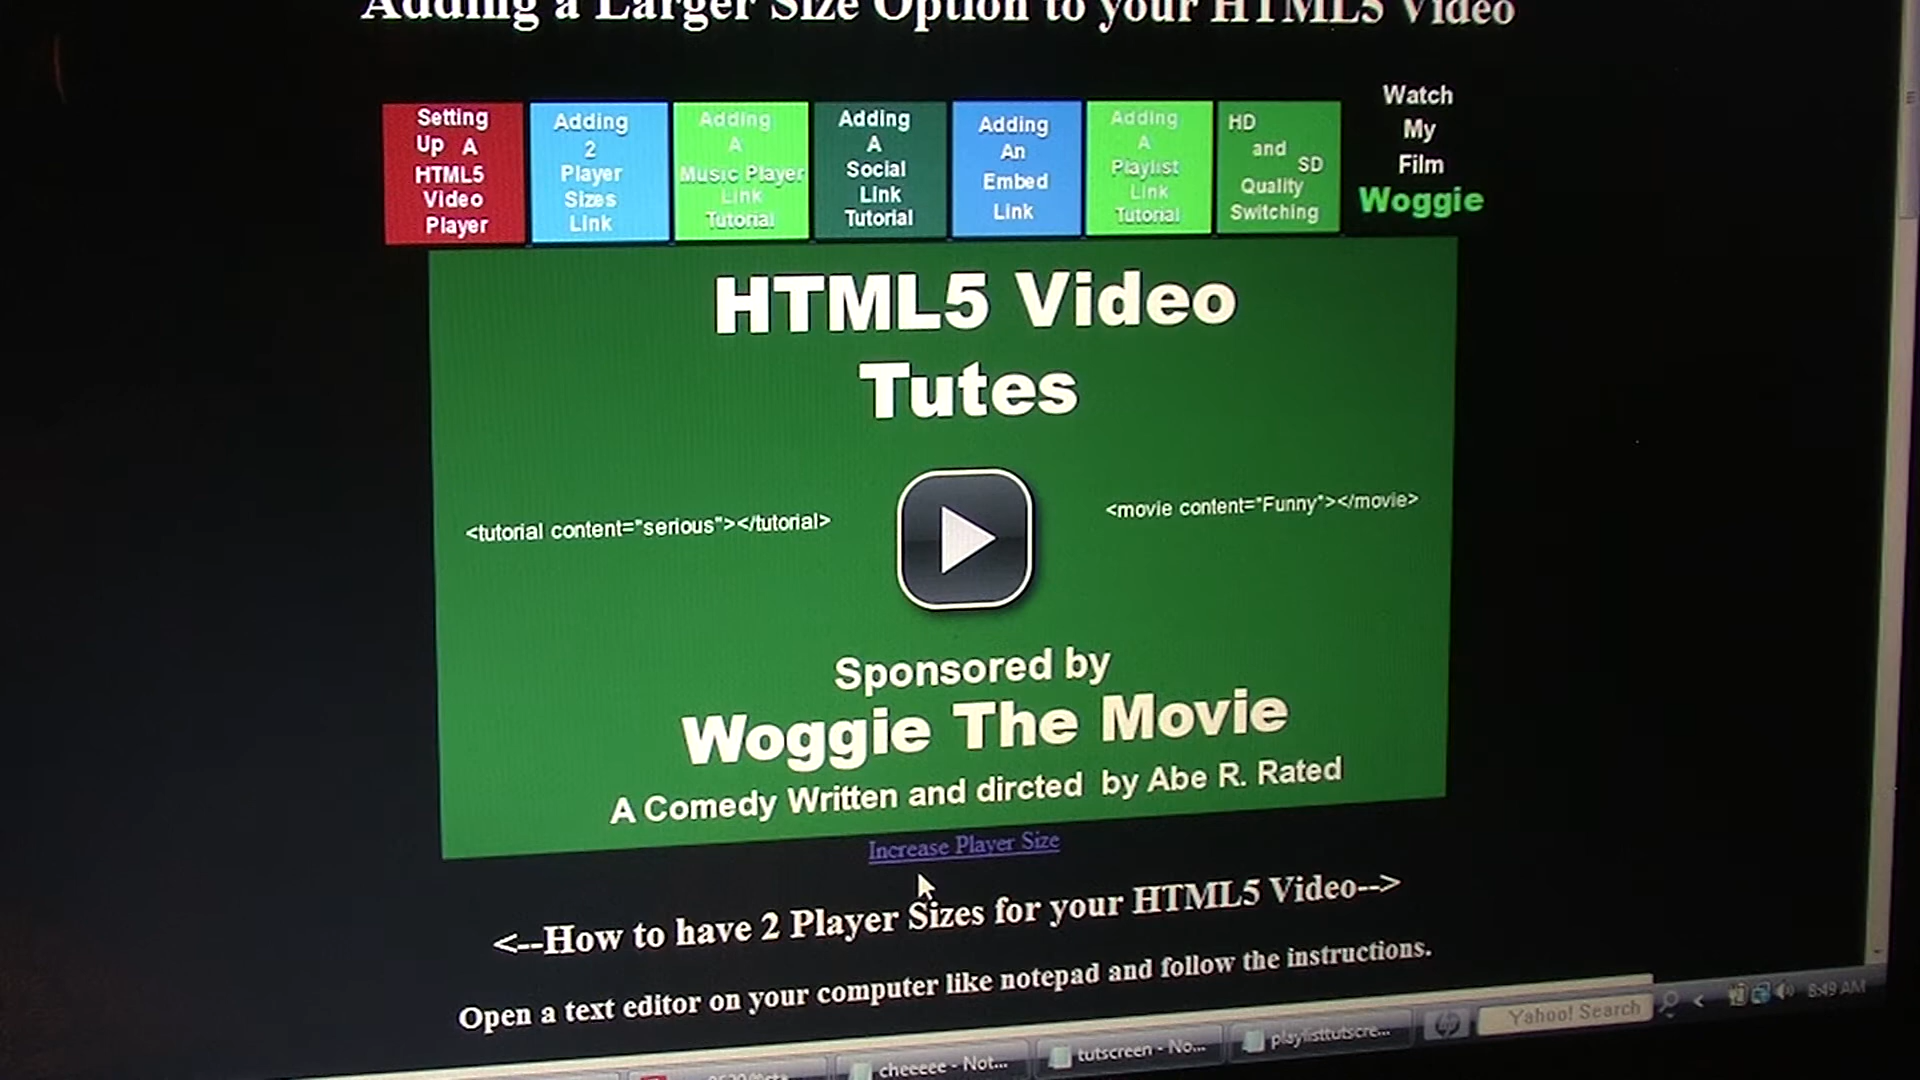 Adding a Larger Size Option to your HTML5 Video
Setting
Up A
HTML5
Video
Player
Adding
2
Player
Sizes
Link
Adding
A
Music Player
Link
Tutorial
Adding
A
Social
Link
Tutorial
Adding
An
Embed
Link
Adding
A
Playlist
Link
Tutorial
HD
and
SD
Quality
Switching
Watch
My
Film
Woggie
HTML5 Video
Tutes
<tutorial content="serious"></tutorial>
<movie content="Funny"></movie>
Sponsored by
Woggie The Movie
A Comedy Written and dircted by Abe R. Rated
Increase Player Size
<--How to have 2 Player Sizes for your HTML5 Video-->
Open a text editor on your computer like notepad and follow the instructions.
cheeeee - Not...
tutscreen - No...
playlisttutscre...
hp
Yahoo! Search
8:49 AM